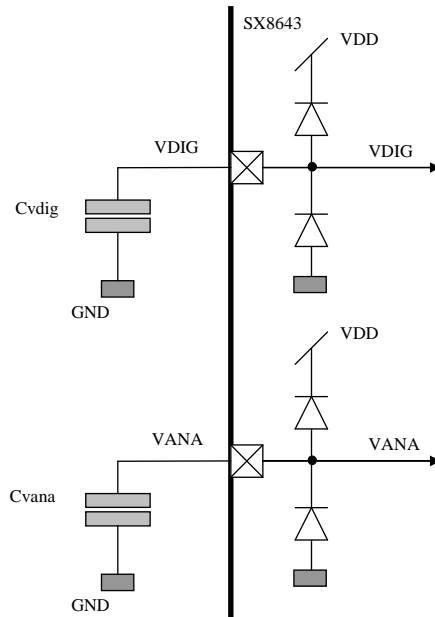 SX8643
VDD
VDIG
VDIG
Cvdig
GND
VDD
VANA
VANA
Cvana
GND